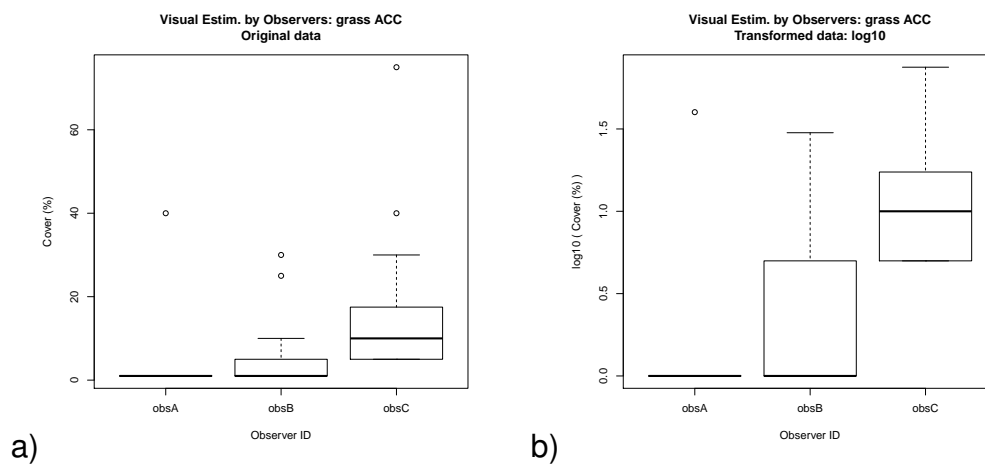 Visual Estim. by Observers: grass ACC
Original data
Cover (%)
60
40
20
0
obsA obsB obsC
Observer ID
a)
Visual Estim. by Observers: grass ACC
Transformed data: log10
log10 ( Cover (%) )
1.5
1.0
0.5
0.0
obsA obsB obsC
Observer ID
b)